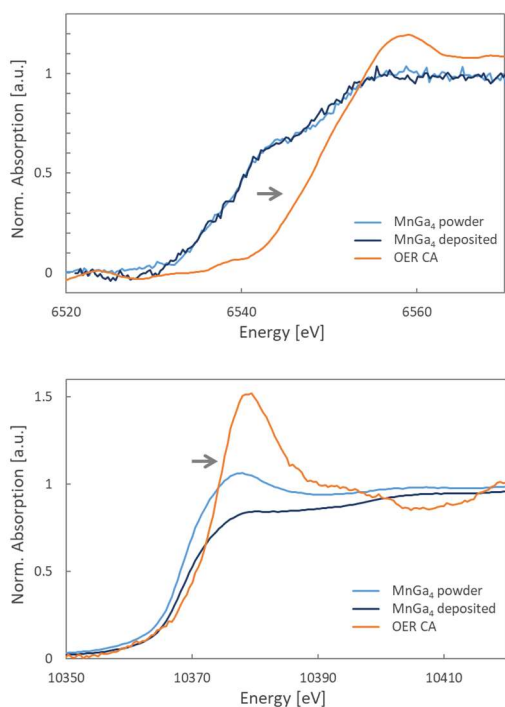 Norm. Absorption [a.u.]
1
0.5
0
MnGa₄ powder
MnGa₄ deposited
OER CA
6520
6540
6560
Energy [eV]
Norm. Absorption [a.u.]
1.5
1
0.5
0
MnGa₄ powder
MnGa₄ deposited
OER CA
10350
10370
10390
10410
Energy [eV]